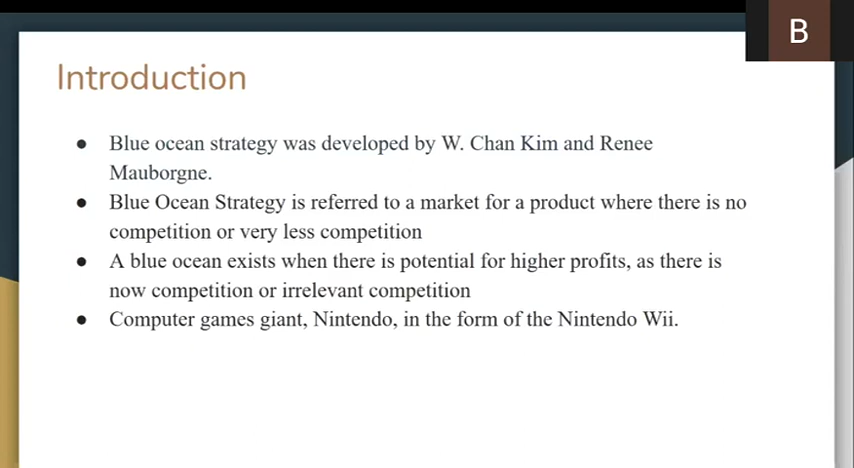 B
Introduction
● Blue ocean strategy was developed by W. Chan Kim and Renee
Mauborgne.
● Blue Ocean Strategy is referred to a market for a product where there is no
competition or very less competition
● A blue ocean exists when there is potential for higher profits, as there is
now competition or irrelevant competition
● Computer games giant, Nintendo, in the form of the Nintendo Wii.